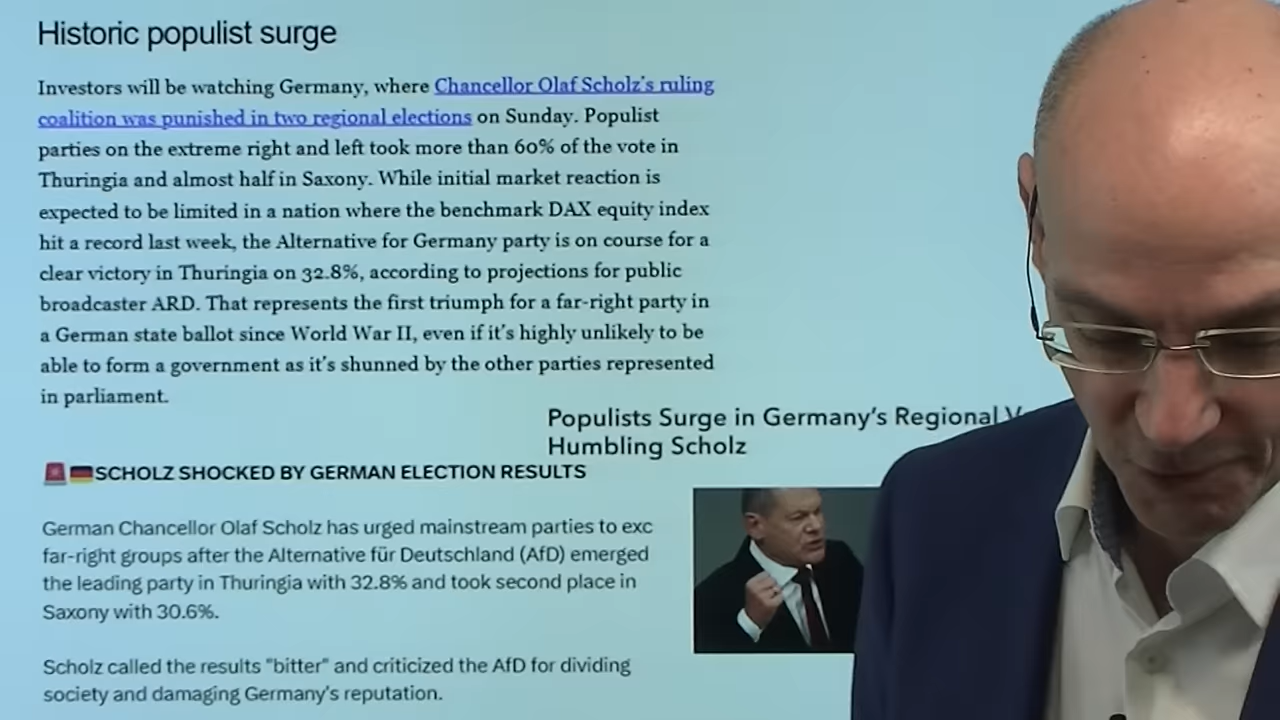 Historic populist surge
Investors will be watching Germany, where Chancellor Olaf Scholz's ruling
coalition was punished in two regional elections on Sunday. Populist
parties on the extreme right and left took more than 60% of the vote in
Thuringia and almost half in Saxony. While initial market reaction is
expected to be limited in a nation where the benchmark DAX equity index
hit a record last week, the Alternative for Germany party is on course for a
clear victory in Thuringia on 32.8%, according to projections for public
broadcaster ARD. That represents the first triumph for a far-right party in
a German state ballot since World War II, even if it's highly unlikely to be
able to form a government as it's shunned by the other parties represented
in parliament.
Populists Surge in Germany's Regional
Humbling Scholz
SCHOLZ SHOCKED BY GERMAN ELECTION RESULTS
German Chancellor Olaf Scholz has urged mainstream parties to exc
far-right groups after the Alternative für Deutschland (AfD) emerged
the leading party in Thuringia with 32.8% and took second place in
Saxony with 30.6%.
Scholz called the results "bitter" and criticized the AfD for dividing
society and damaging Germany's reputation.